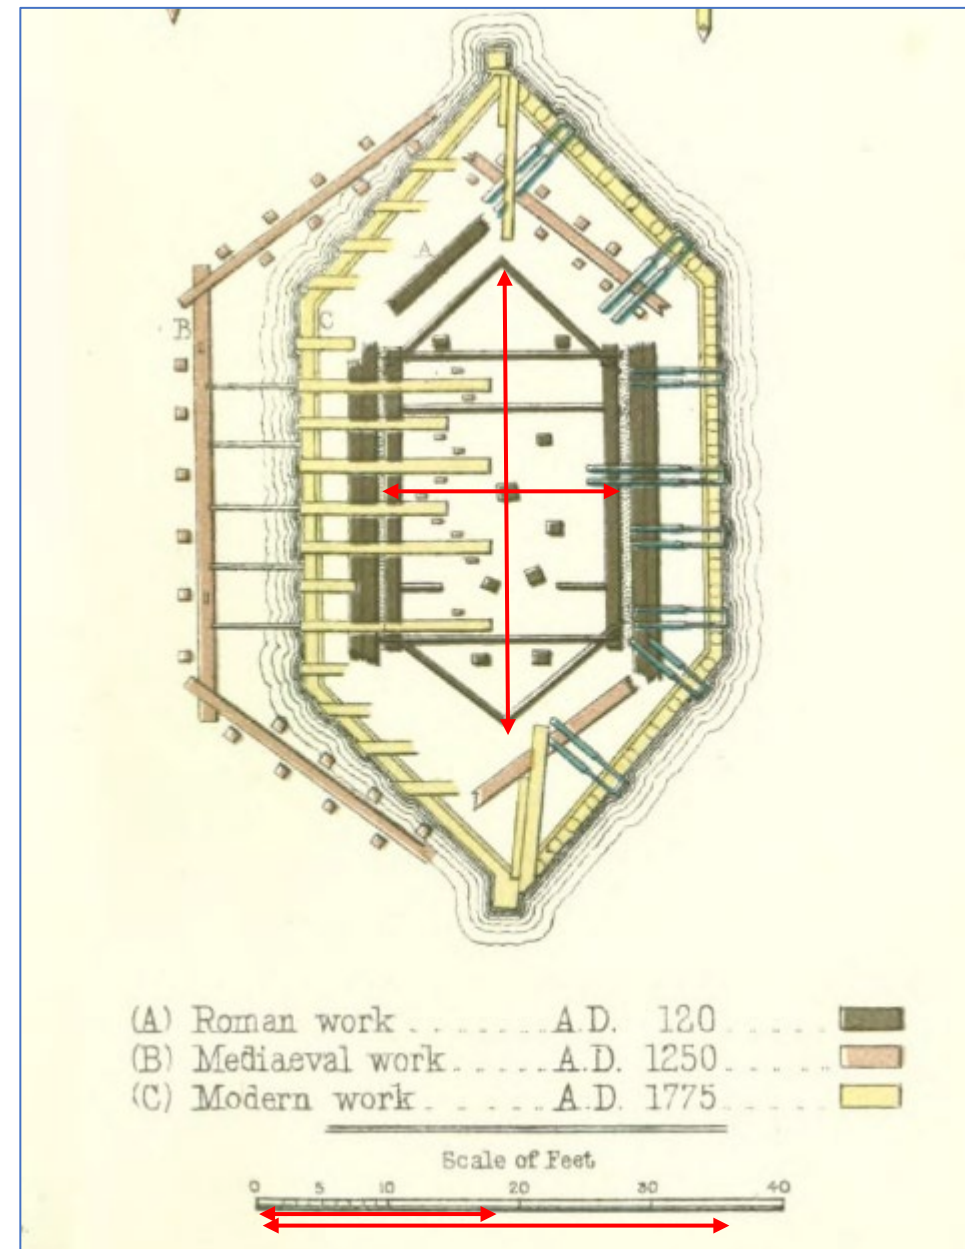 A
B
C
(A) Roman work ....... A.D. 120 .....
(B) Mediaeval work ..... A.D. 1250 .....
(C) Modern work ....... A.D. 1775 .....
Scale of Feet
0 5 10 20 30 40